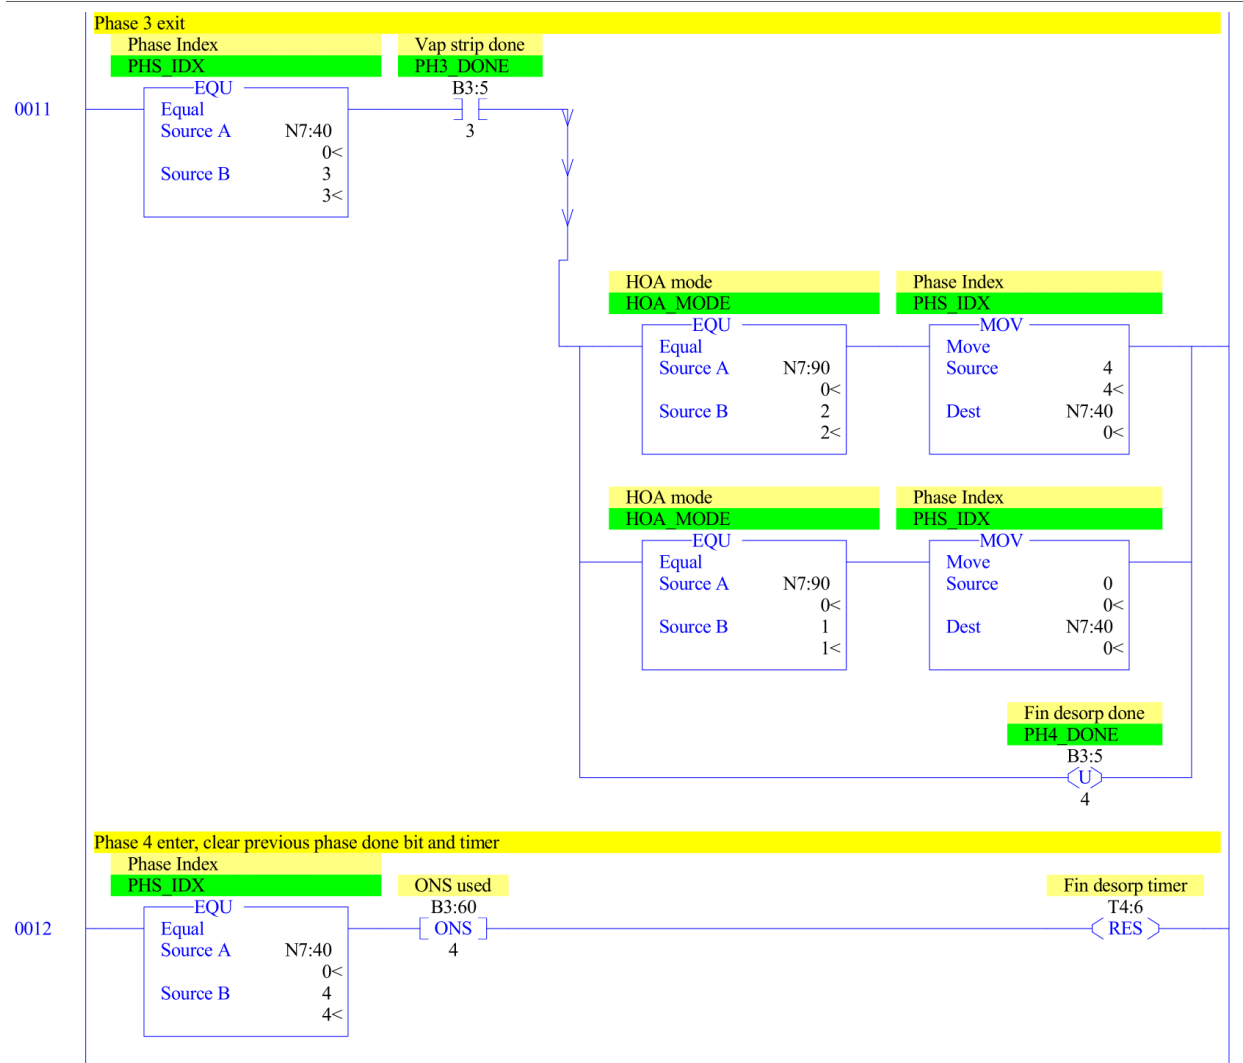 Phase 3 exit
Phase Index
PHS_IDX
EQU
Equal
Source A N7:40
0<
Source B 3
3<
Vap strip done
PH3_DONE
B3:5
3
0011
HOA mode
HOA_MODE
EQU
Equal
Source A N7:90
0<
Source B 2
2<
Phase Index
PHS_IDX
MOV
Move
Source 4
4<
Dest N7:40
0<
HOA mode
HOA_MODE
EQU
Equal
Source A N7:90
0<
Source B 1
1<
Phase Index
PHS_IDX
MOV
Move
Source 0
0<
Dest N7:40
0<
Fin desorp done
PH4_DONE
B3:5
U
4
Phase 4 enter, clear previous phase done bit and timer
Phase Index
PHS_IDX
EQU
Equal
Source A N7:40
0<
Source B 4
4<
ONS used
B3:60
ONS
4
Fin desorp timer
T4:6
RES
0012